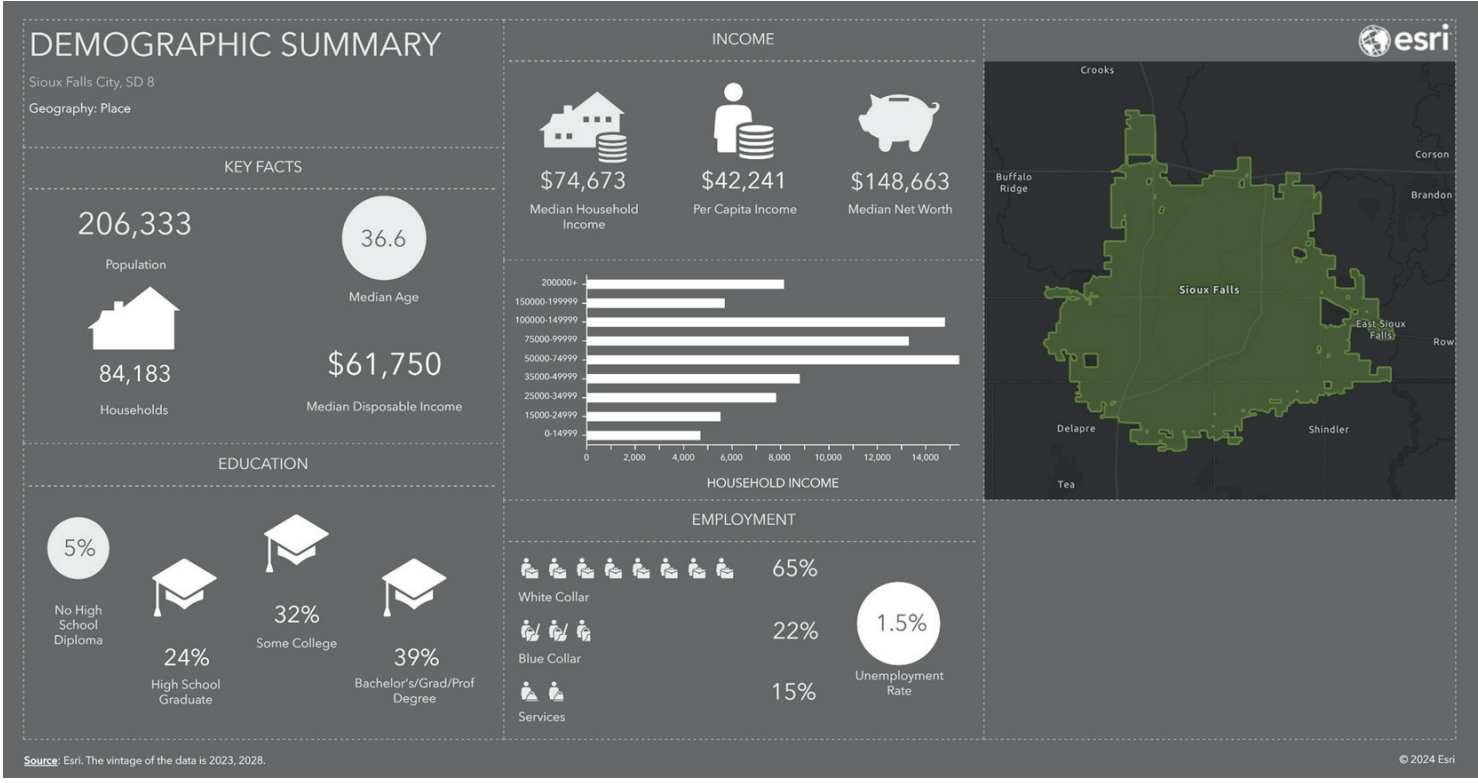 DEMOGRAPHIC SUMMARY
Sioux Falls City, SD 8
Geography: Place
KEY FACTS
206,333
Population
36.6
Median Age
84,183
Households
$61,750
Median Disposable Income
EDUCATION
5%
No High
School
Diploma
24%
High School
Graduate
32%
Some College
39%
Bachelor's/Grad/Prof
Degree
INCOME
$74,673
Median Household
Income
$42,241
Per Capita Income
$148,663
Median Net Worth
200000+
150000-199999
100000-149999
75000-99999
50000-74999
35000-49999
25000-34999
15000-24999
0-14999
0 2,000 4,000 6,000 8,000 10,000 12,000 14,000
HOUSEHOLD INCOME
EMPLOYMENT
65%
White Collar
22%
Blue Collar
15%
Services
1.5%
Unemployment
Rate
esri
Crooks
Corson
Buffalo
Ridge
Brandon
Sioux Falls
East Sioux
Falls
Row
Delapre
Shindler
Tea
Source: Esri. The vintage of the data is 2023, 2028.
© 2024 Esri